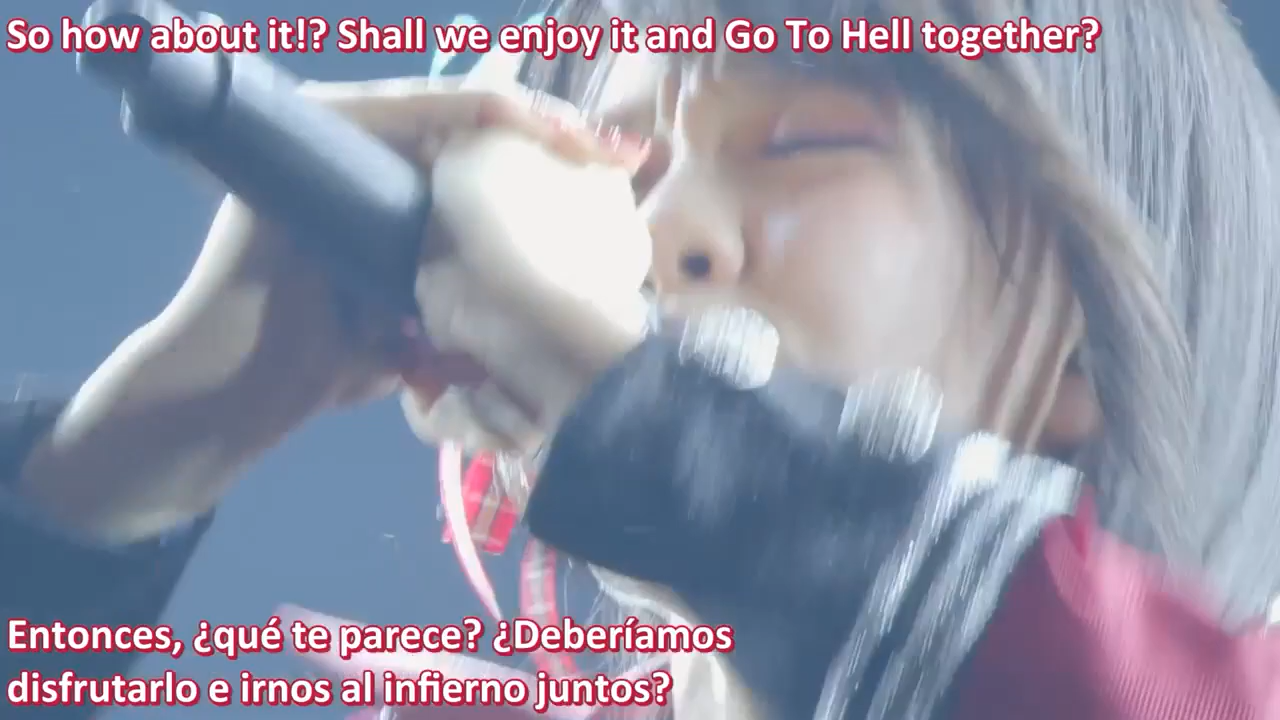 So how about it!? Shall we enjoy it and Go To Hell together?
Entonces, ¿qué te parece? ¿Deberíamos
disfrutarlo e irnos al infierno juntos?